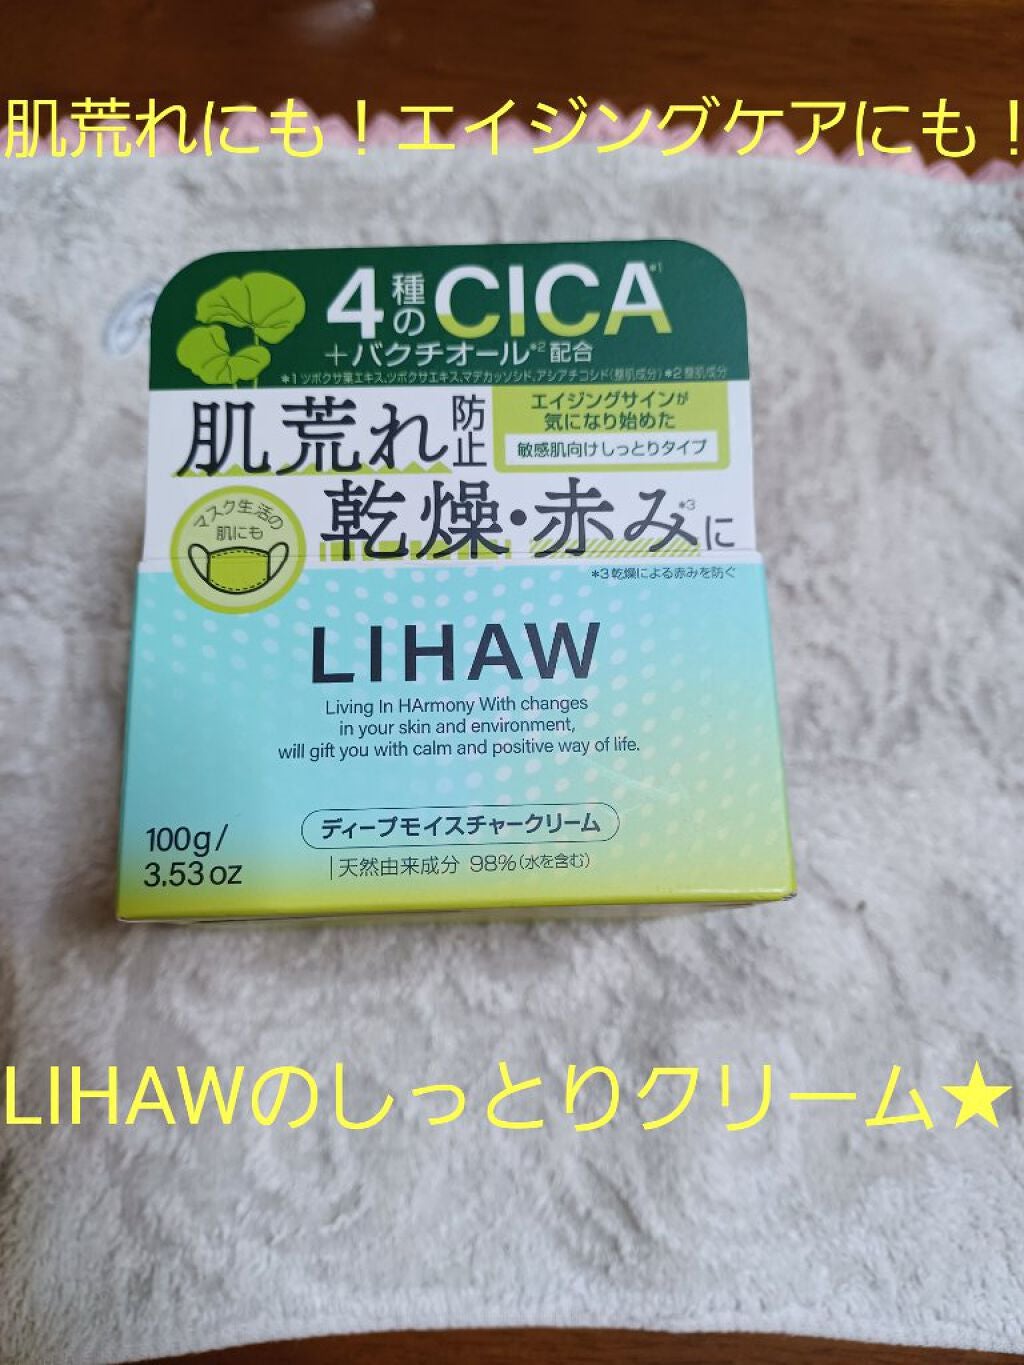 肌荒れにも！エイジングケアにも！
4種のCICA*1
+バクチオール*2配合
*1 ツボクサ葉エキス、ツボクサエキス、マデカッソシド、アシアチコシド(整肌成分) *2 整肌成分
肌荒れ防止
エイジングサインが
気になり始めた
敏感肌向けしっとりタイプ
マスク生活の
肌にも
乾燥・赤み*3に
*3 乾燥による赤みを防ぐ
LIHAW
Living In HArmony With changes
in your skin and environment,
will gift you with calm and positive way of life.
ディープモイスチャークリーム
100g/
3.53 oz
天然由来成分 98%(水を含む)
LIHAWのしっとりクリーム★